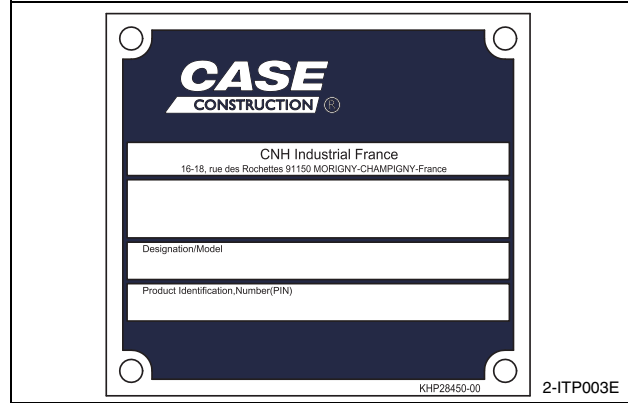 CASE
CONSTRUCTION ®
CNH Industrial France
16-18, rue des Rochettes 91150 MORIGNY-CHAMPIGNY-France
Designation/Model
Product Identification,Number(PIN)
KHP28450-00
2-ITP003E